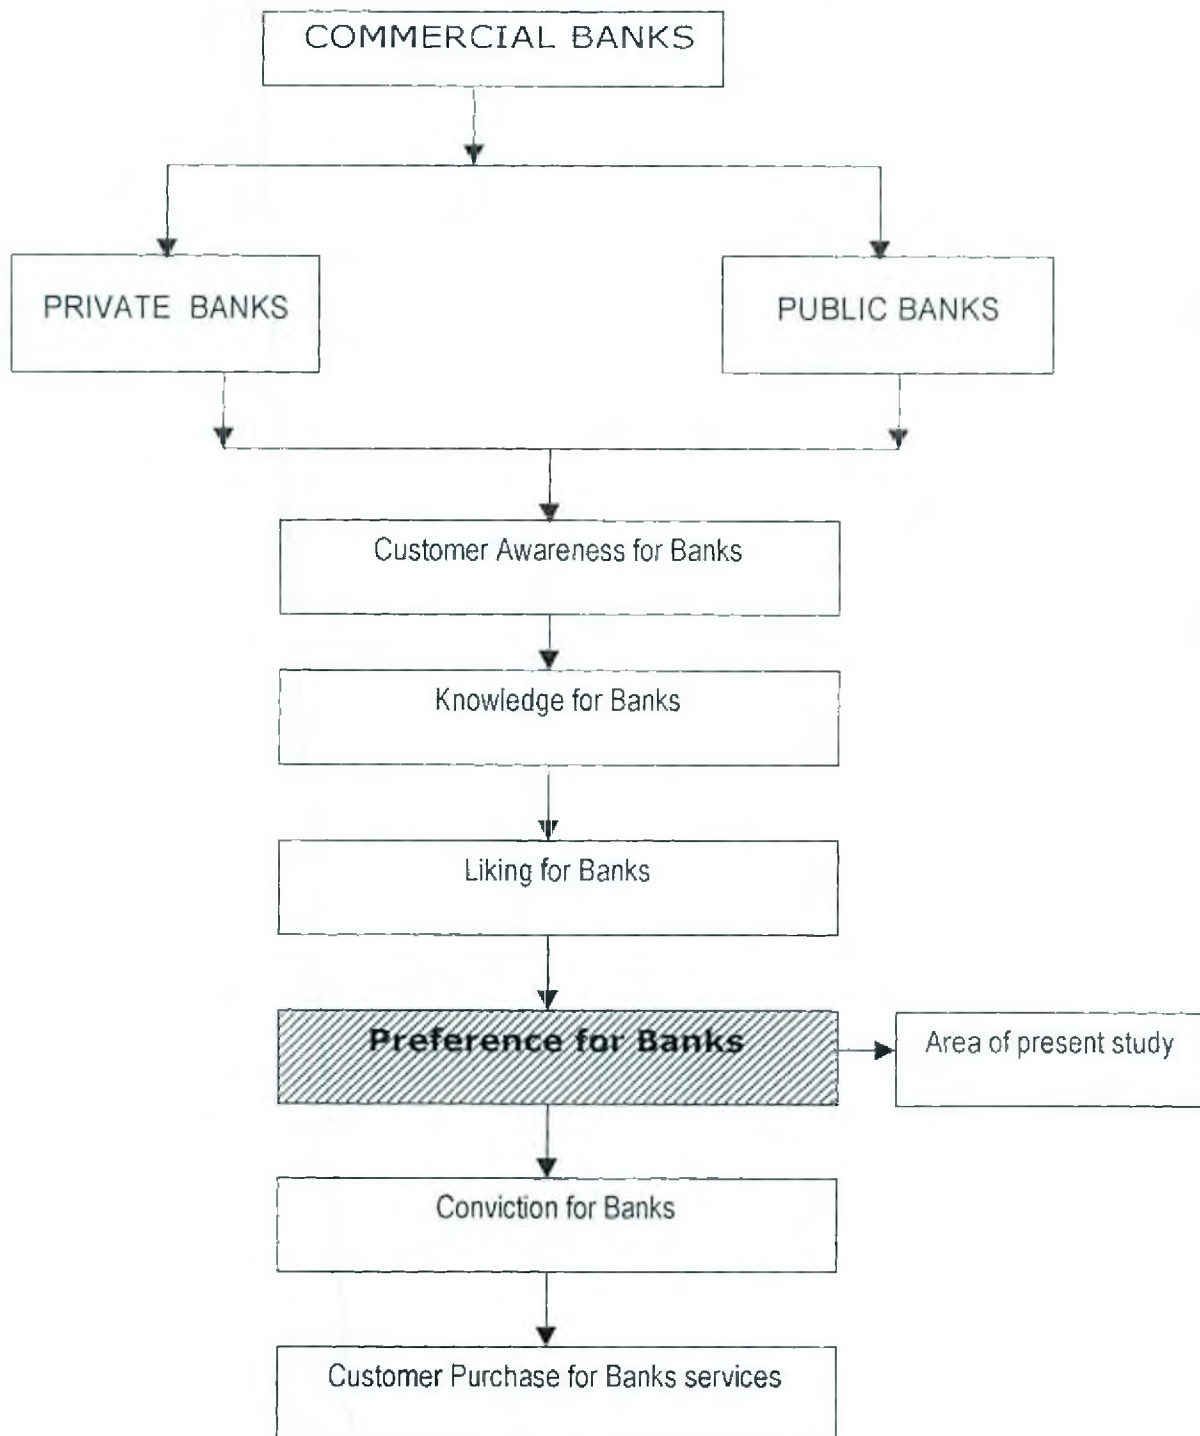 COMMERCIAL BANKS
PRIVATE BANKS
PUBLIC BANKS
Customer Awareness for Banks
Knowledge for Banks
Liking for Banks
Preference for Banks
Area of present study
Conviction for Banks
Customer Purchase for Banks services